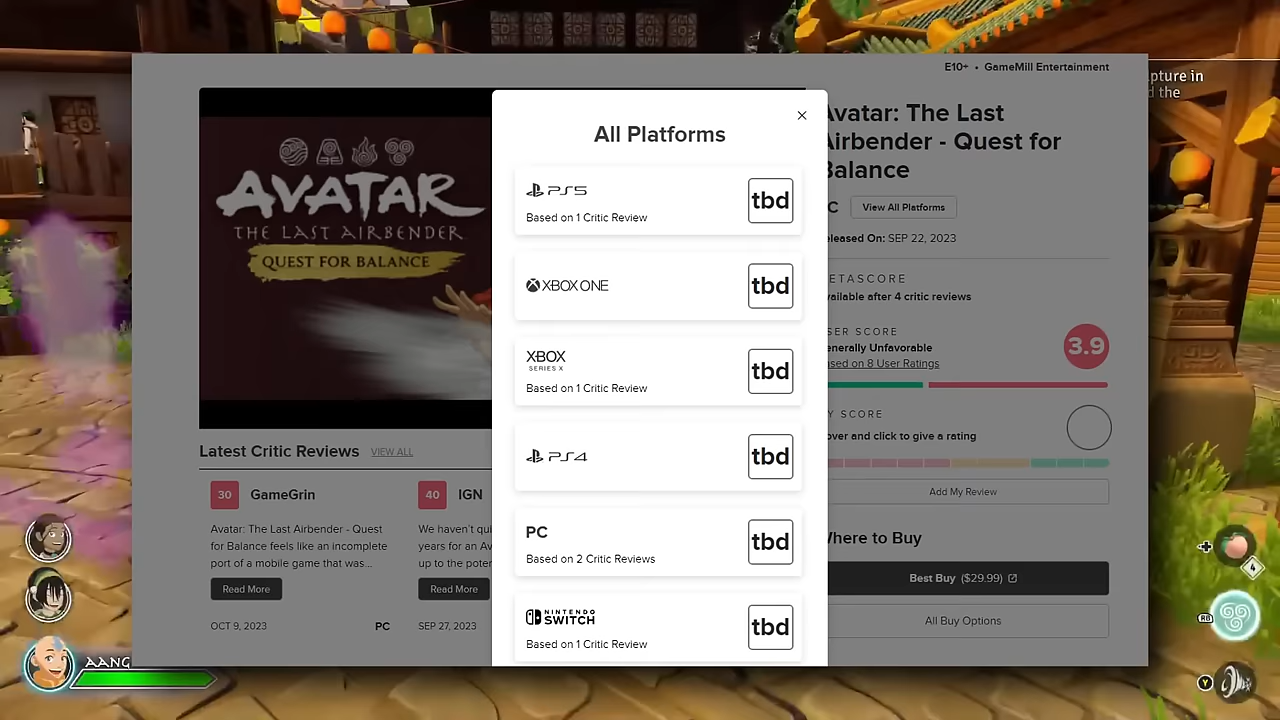 E10+ • GameMill Entertainment
pture in
d the
All Platforms
PS5
Based on 1 Critic Review
tbd
XBOX ONE
tbd
XBOX
SERIES X
Based on 1 Critic Review
tbd
PS4
tbd
PC
Based on 2 Critic Reviews
tbd
NINTENDO
SWITCH
Based on 1 Critic Review
tbd
AVATAR
THE LAST AIRBENDER
QUEST FOR BALANCE
Latest Critic Reviews
VIEW ALL
30 GameGrin
Avatar: The Last Airbender - Quest
for Balance feels like an incomplete
port of a mobile game that was...
Read More
OCT 9, 2023
PC
40 IGN
We haven't qui
years for an Av
up to the poter
Read More
SEP 27, 2023
Avatar: The Last
Airbender - Quest for
Balance
C
View All Platforms
eleased On: SEP 22, 2023
ETASCORE
vailable after 4 critic reviews
SER SCORE
enerally Unfavorable
ased on 8 User Ratings
3.9
Y SCORE
over and click to give a rating
Add My Review
Where to Buy
Best Buy ($29.99)
All Buy Options
AANG
4
RB
Y